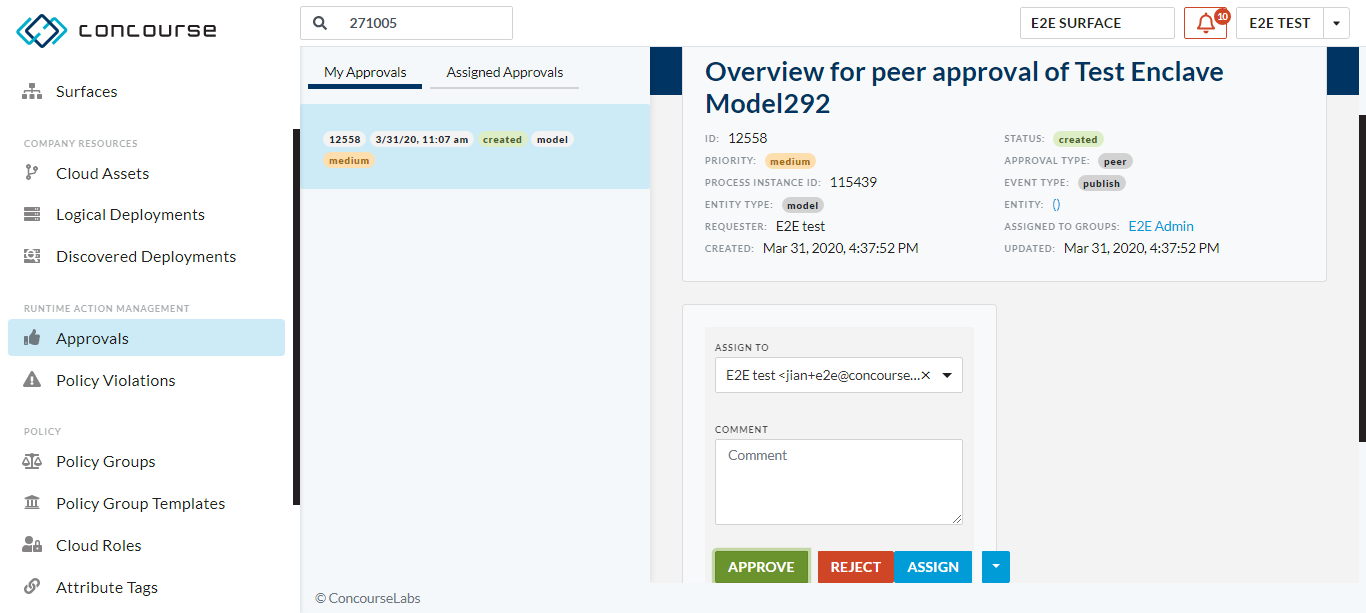 concourse
271005
E2E SURFACE
10
E2E TEST
Surfaces
COMPANY RESOURCES
Cloud Assets
Logical Deployments
Discovered Deployments
RUNTIME ACTION MANAGEMENT
Approvals
Policy Violations
POLICY
Policy Groups
Policy Group Templates
Cloud Roles
Attribute Tags
My Approvals Assigned Approvals
12558 3/31/20, 11:07 am created model
medium
Overview for peer approval of Test Enclave
Model292
ID: 12558
STATUS: created
PRIORITY: medium
APPROVAL TYPE: peer
PROCESS INSTANCE ID: 115439
EVENT TYPE: publish
ENTITY TYPE: model
ENTITY: ()
REQUESTER: E2E test
ASSIGNED TO GROUPS: E2E Admin
CREATED: Mar 31, 2020, 4:37:52 PM
UPDATED: Mar 31, 2020, 4:37:52 PM
ASSIGN TO
E2E test <jian+e2e@concourse...×
COMMENT
Comment
APPROVE REJECT ASSIGN
© ConcourseLabs